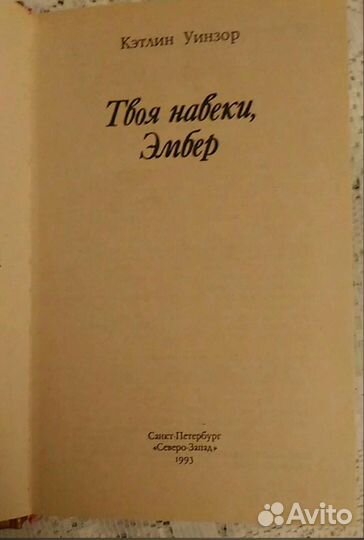 Кэтлин Уинзор
Твоя навеки,
Эмбер
Санкт-Петербург
«Северо-Запад»
1993
Avito